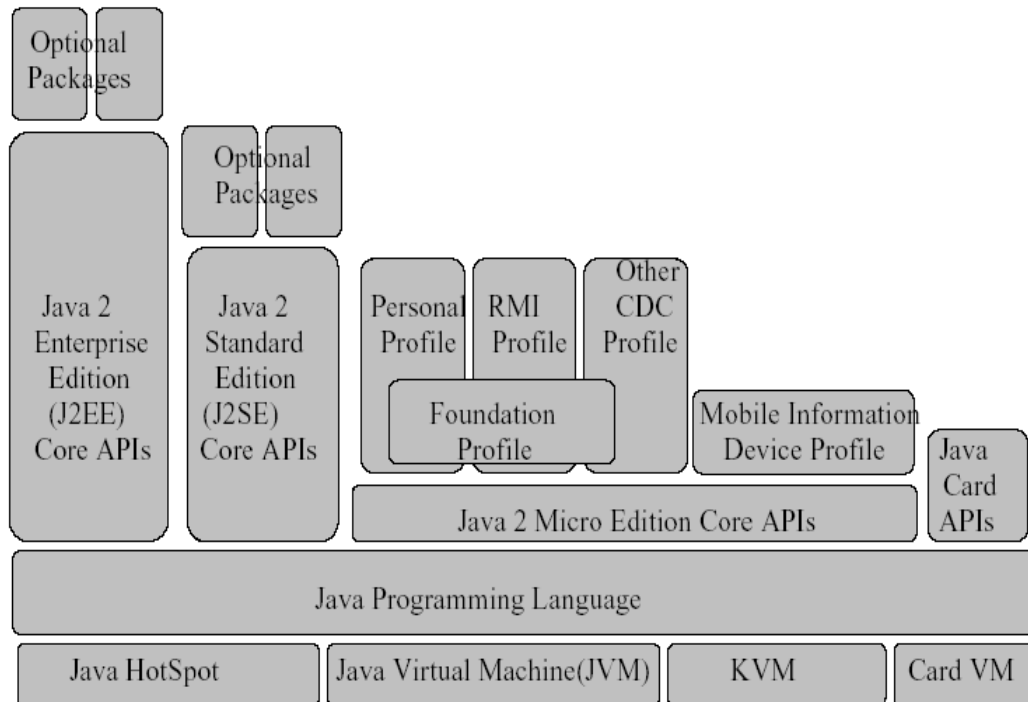 Optional
Packages
Optional
Packages
Java 2
Enterprise
Edition
(J2EE)
Core APIs
Java 2
Standard
Edition
(J2SE)
Core APIs
Personal
Profile
RMI
Profile
Other
CDC
Profile
Foundation
Profile
Mobile Information
Device Profile
Java
Card
APIs
Java 2 Micro Edition Core APIs
Java Programming Language
Java HotSpot
Java Virtual Machine(JVM)
KVM
Card VM